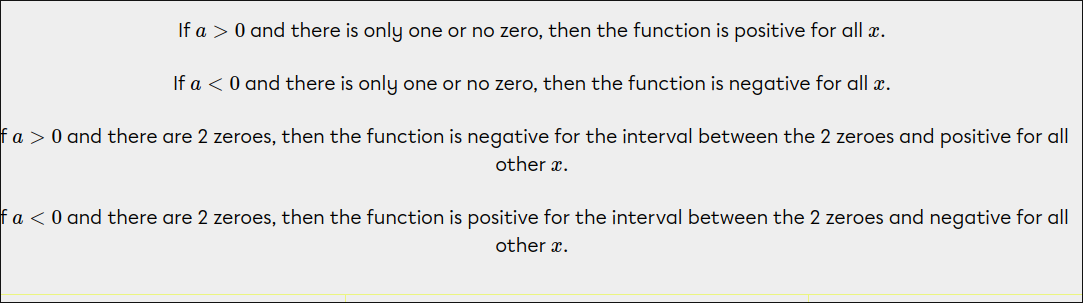 If a > 0 and there is only one or no zero, then the function is positive for all x.
If a < 0 and there is only one or no zero, then the function is negative for all x.
f a > 0 and there are 2 zeroes, then the function is negative for the interval between the 2 zeroes and positive for all
other x.
f a < 0 and there are 2 zeroes, then the function is positive for the interval between the 2 zeroes and negative for all
other x.